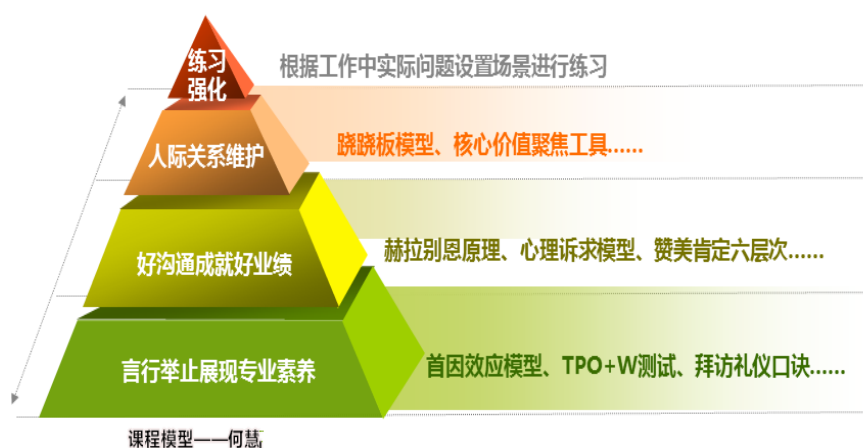 练习
强化
根据工作中实际问题设置场景进行练习
人际关系维护
跷跷板模型、核心价值聚焦工具......
好沟通成就好业绩
赫拉别恩原理、心理诉求模型、赞美肯定六层次......
言行举止展现专业素养
首因效应模型、TPO+W测试、拜访礼仪口诀......
课程模型——何慧